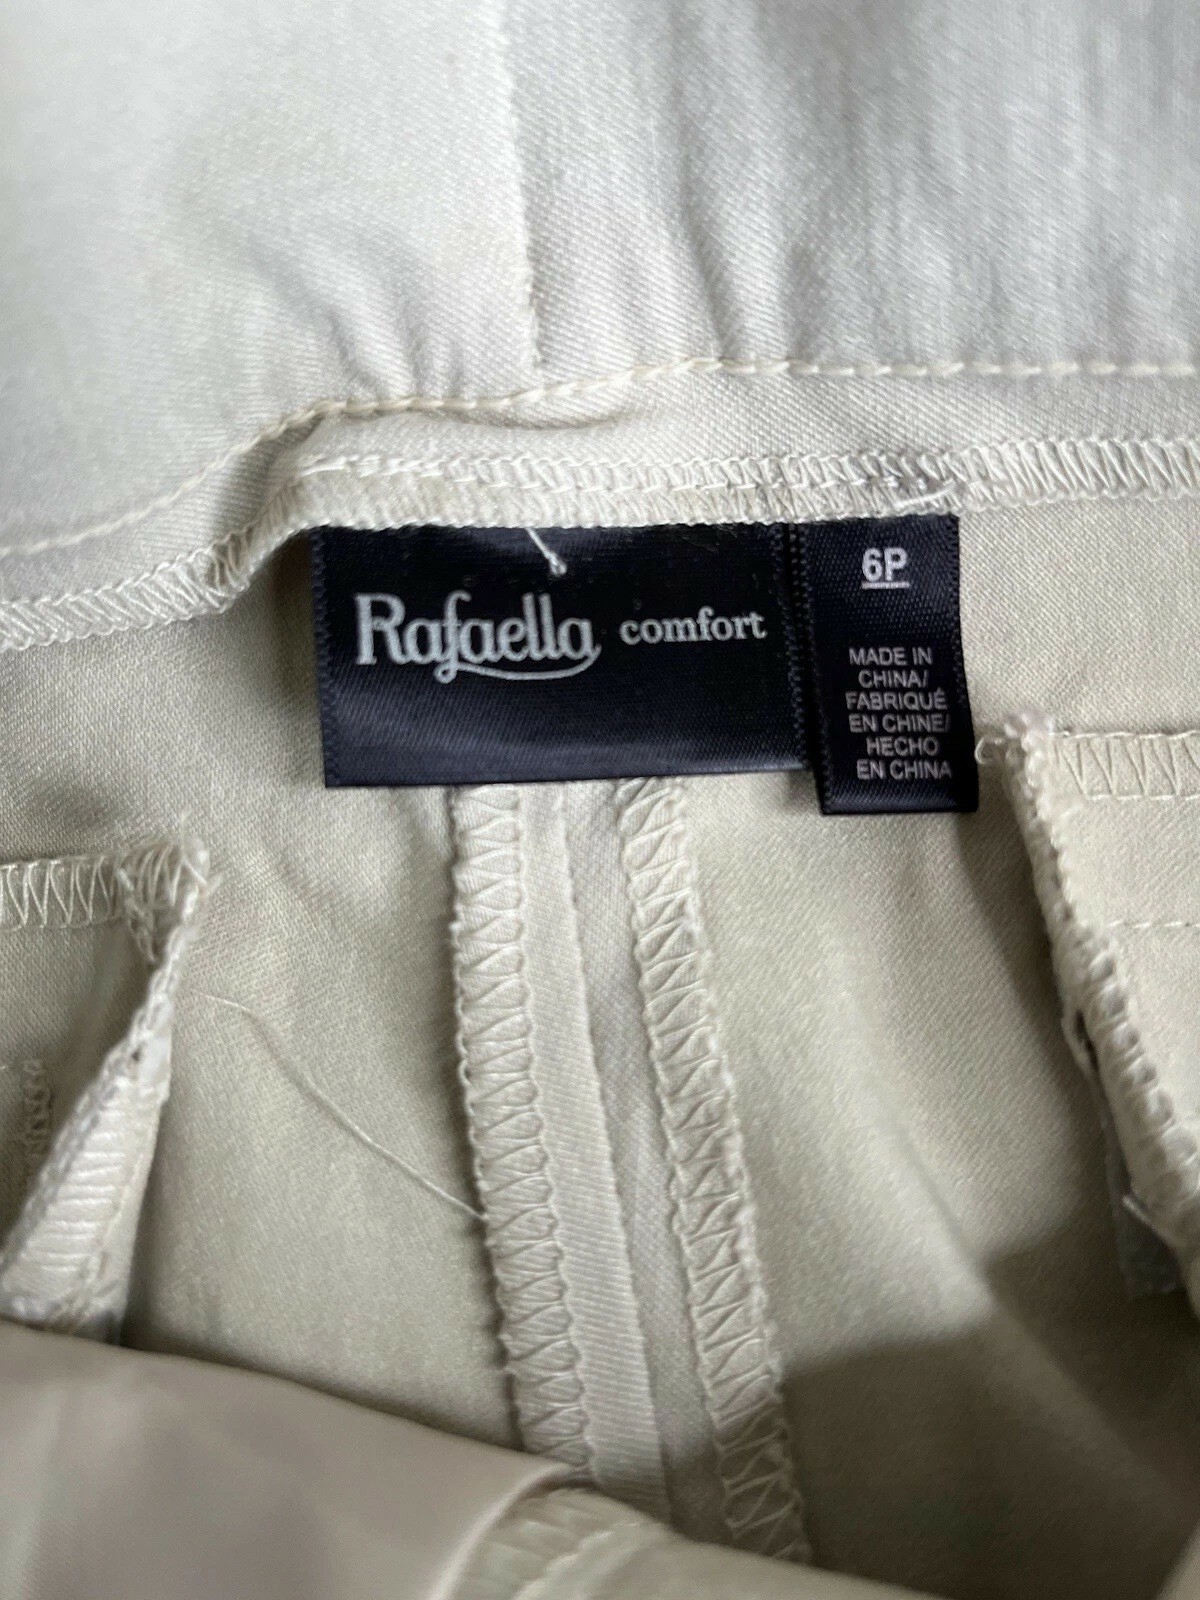 Rafaella comfort
6P
MADE IN
CHINA/
FABRIQUÉ
EN CHINE/
HECHO
EN CHINA